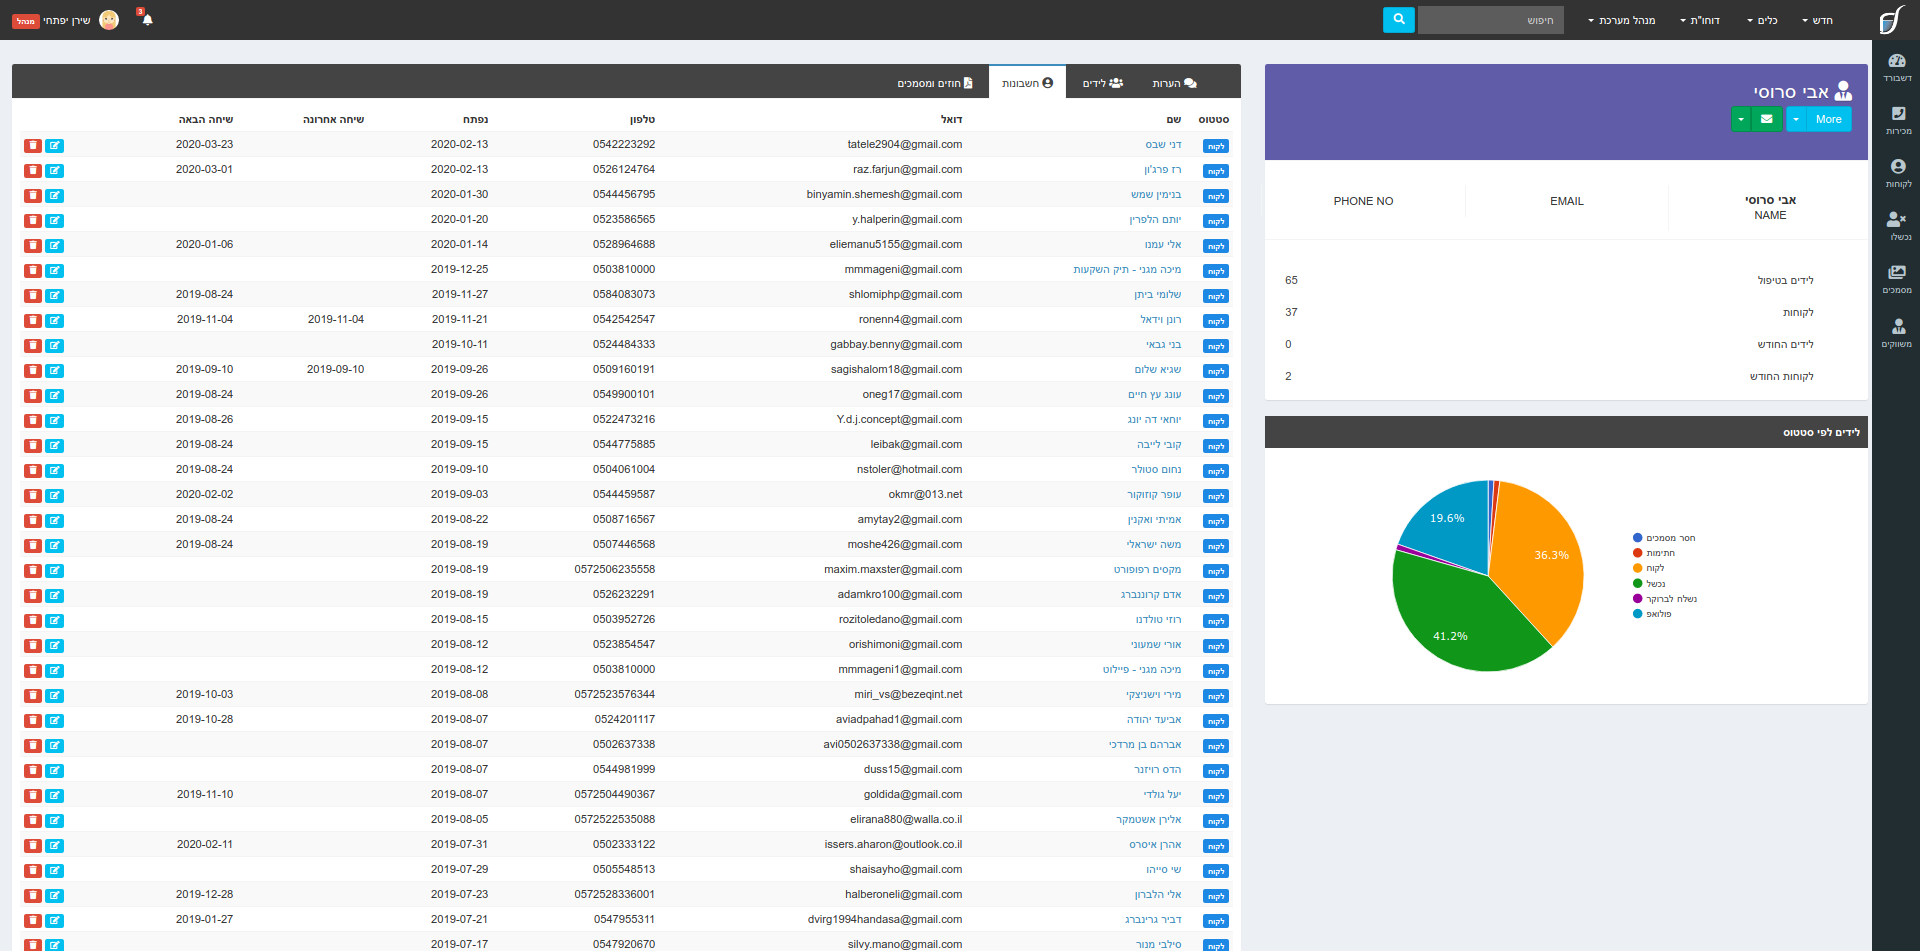 חדש
כלים
דוחו"ת
מנהל מערכת
חיפוש
3
שירן יפתחי
מנהל
דשבורד
מכירות
לקוחות
נכשלו
מסמכים
משווקים
אבי סרוסי
More
אבי סרוסי
NAME
EMAIL
PHONE NO
לידים בטיפול 65
לקוחות 37
לידים החודש 0
לקוחות החודש 2
לידים לפי סטטוס
19.6%
36.3%
41.2%
חסר מסמכים
חתימות
לקוח
נכשל
נשלח לברוקר
פולואפ
הערות
לידים
חשבונות
חוזים ומסמכים
סטטוס שם דואל טלפון נפתח שיחה אחרונה שיחה הבאה
לקוח דני שבס tatele2904@gmail.com 0542223292 2020-02-13 2020-03-23
לקוח רז פרג'ון raz.farjun@gmail.com 0526124764 2020-02-13 2020-03-01
לקוח בנימין שמש binyamin.shemesh@gmail.com 0544456795 2020-01-30
לקוח יותם הלפרין y.halperin@gmail.com 0523586565 2020-01-20
לקוח אלי עמנו eliemanu5155@gmail.com 0528964688 2020-01-14 2020-01-06
לקוח מיכה מגני - תיק השקעות mmmageni@gmail.com 0503810000 2019-12-25
לקוח שלומי ביתן shlomiphp@gmail.com 0584083073 2019-11-27 2019-08-24
לקוח רונן וידאל ronenn4@gmail.com 0542542547 2019-11-21 2019-11-04 2019-11-04
לקוח בני גבאי gabbay.benny@gmail.com 0524484333 2019-10-11
לקוח שגיא שלום sagishalom18@gmail.com 0509160191 2019-09-26 2019-09-10 2019-09-10
לקוח עונג עץ חיים oneg17@gmail.com 0549900101 2019-09-26 2019-08-24
לקוח יוחאי דה יונג Y.d.j.concept@gmail.com 0522473216 2019-09-15 2019-08-26
לקוח קובי לייבה leibak@gmail.com 0544775885 2019-09-15 2019-08-24
לקוח נחום סטולר nstoler@hotmail.com 0504061004 2019-09-10 2019-08-24
לקוח עופר קוזוקור okmr@013.net 0544459587 2019-09-03 2020-02-02
לקוח אמיתי ואקנין amytay2@gmail.com 0508716567 2019-08-22 2019-08-24
לקוח משה ישראלי moshe426@gmail.com 0507446568 2019-08-19 2019-08-24
לקוח מקסים רפופורט maxim.maxster@gmail.com 0572506235558 2019-08-19
לקוח אדם קרוננברג adamkro100@gmail.com 0526232291 2019-08-19
לקוח רוזי טולדנו rozitoledano@gmail.com 0503952726 2019-08-15
לקוח אורי שמעוני orishimoni@gmail.com 0523854547 2019-08-12
לקוח מיכה מגני - פיילוט mmmageni1@gmail.com 0503810000 2019-08-12
לקוח מירי וישניצקי miri_vs@bezeqint.net 0572523576344 2019-08-08 2019-10-03
לקוח אביעד יהודה aviadpahad1@gmail.com 0524201117 2019-08-07 2019-10-28
לקוח אברהם בן מרדכי avi0502637338@gmail.com 0502637338 2019-08-07
לקוח הדס רויזנר duss15@gmail.com 0544981999 2019-08-07
לקוח יעל גולדי goldida@gmail.com 0572504490367 2019-08-07 2019-11-10
לקוח אלירן אשטמקר elirana880@walla.co.il 0572522535088 2019-08-05
לקוח אהרן איסרס issers.aharon@outlook.co.il 0502333122 2019-07-31 2020-02-11
לקוח שי סייהו shaisayho@gmail.com 0505548513 2019-07-29
לקוח אלי הלברון halberoneli@gmail.com 0572528336001 2019-07-23 2019-12-28
לקוח דביר גרינברג dvirg1994handasa@gmail.com 0547955311 2019-07-21 2019-01-27
לקוח סילבי מנור silvy.mano@gmail.com 0547920670 2019-07-17